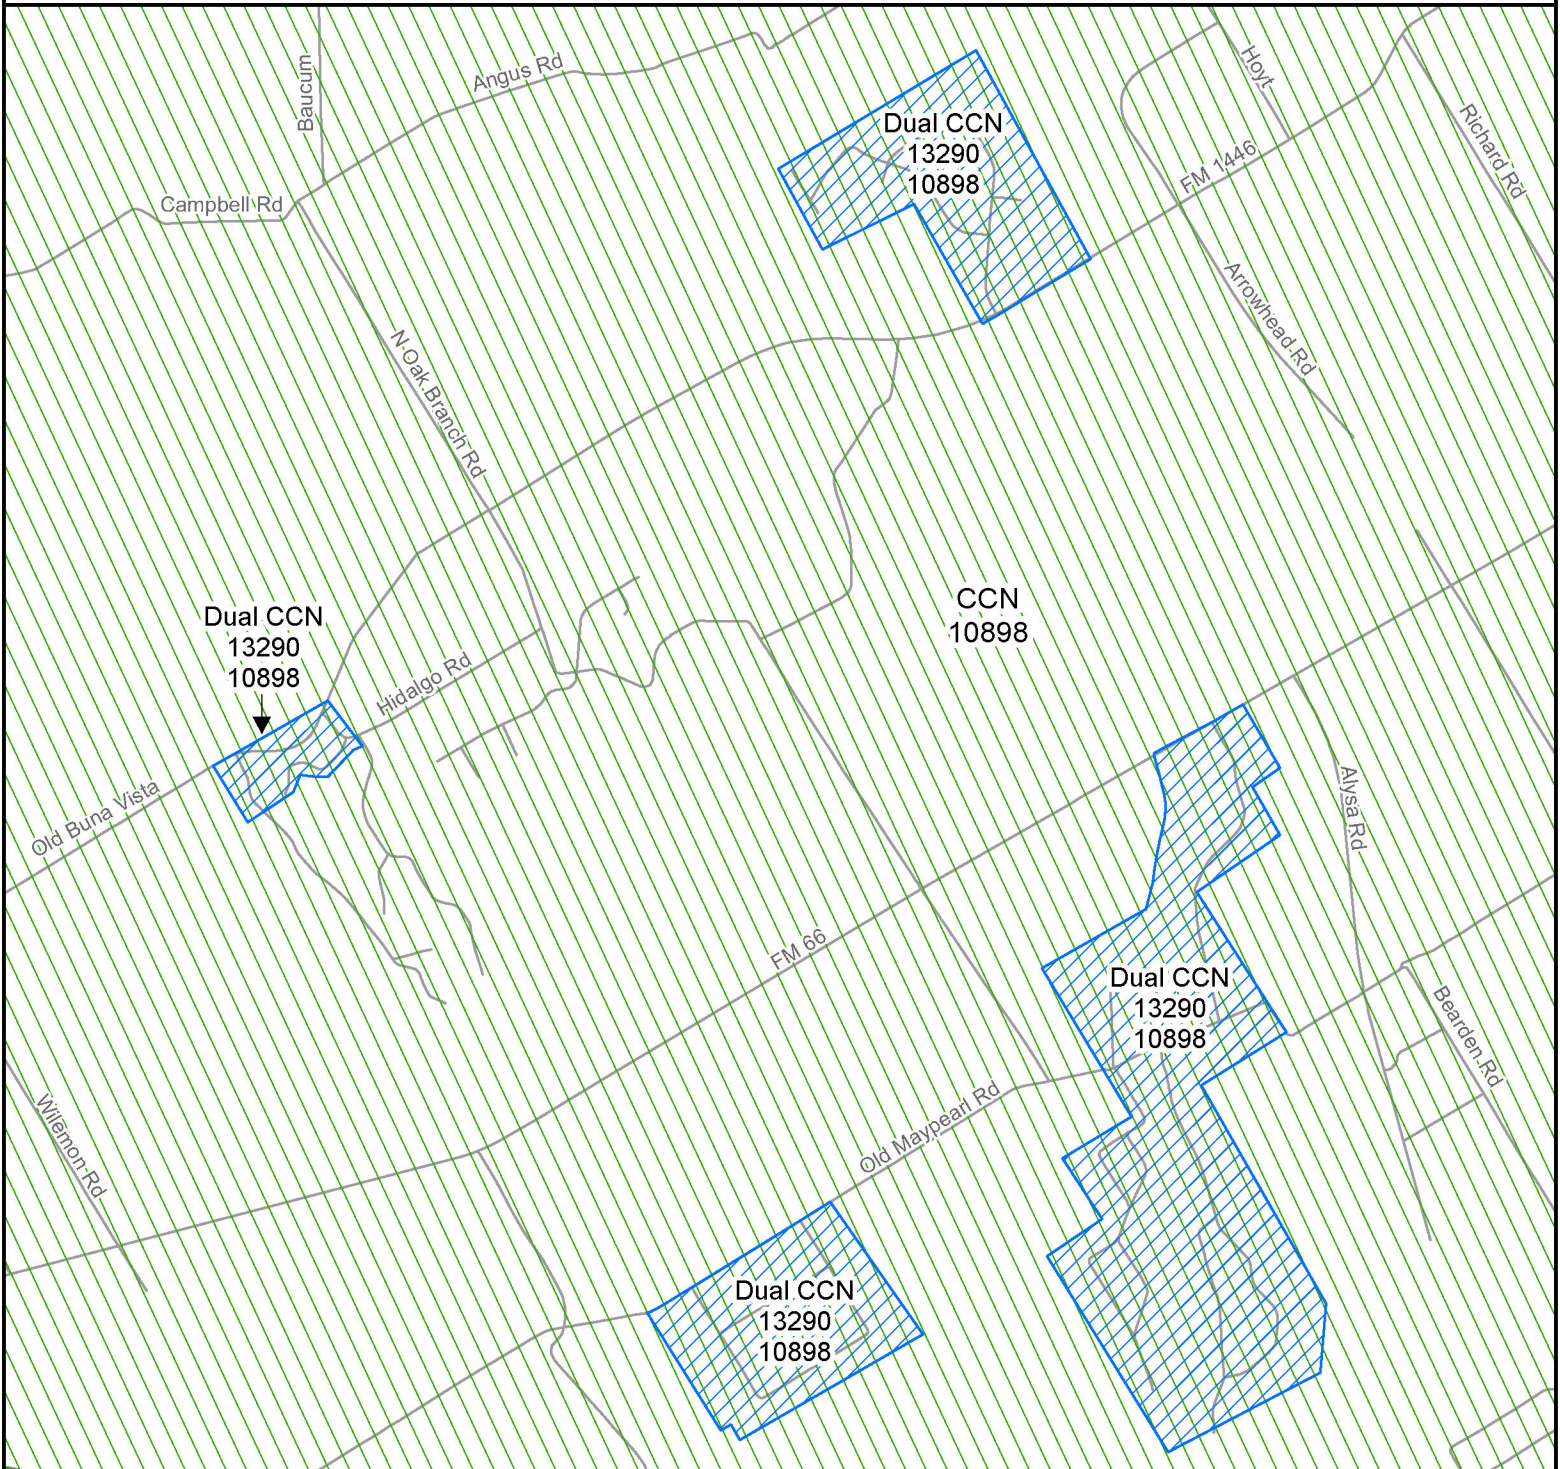 Baucum
Angus Rd
Hoyt
Dual CCN
13290
10898
FM 1446
Richard Rd
Campbell Rd
Arrowhead Rd
N Oak Branch Rd
CCN
10898
Dual CCN
13290
10898
Hidalgo Rd
Old Buna Vista
Alysa Rd
FM 66
Dual CCN
13290
10898
Bearden Rd
Wilemon Rd
Old Maypearl Rd
Dual CCN
13290
10898